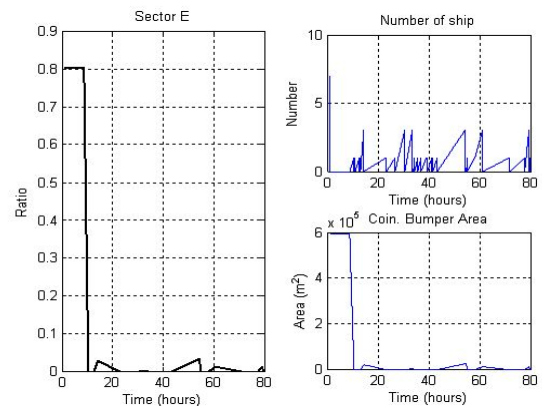 Sector E
0.9
0.8
0.7
0.6
0.5
0.4
0.3
0.2
0.1
0
Ratio
0 20 40 60 80
Time (hours)
Number of ship
10
5
0
Number
0 20 40 60 80
Time (hours)
x 10⁵ Coin. Bumper Area
6
4
2
0
Area (m²)
0 20 40 60 80
Time (hours)